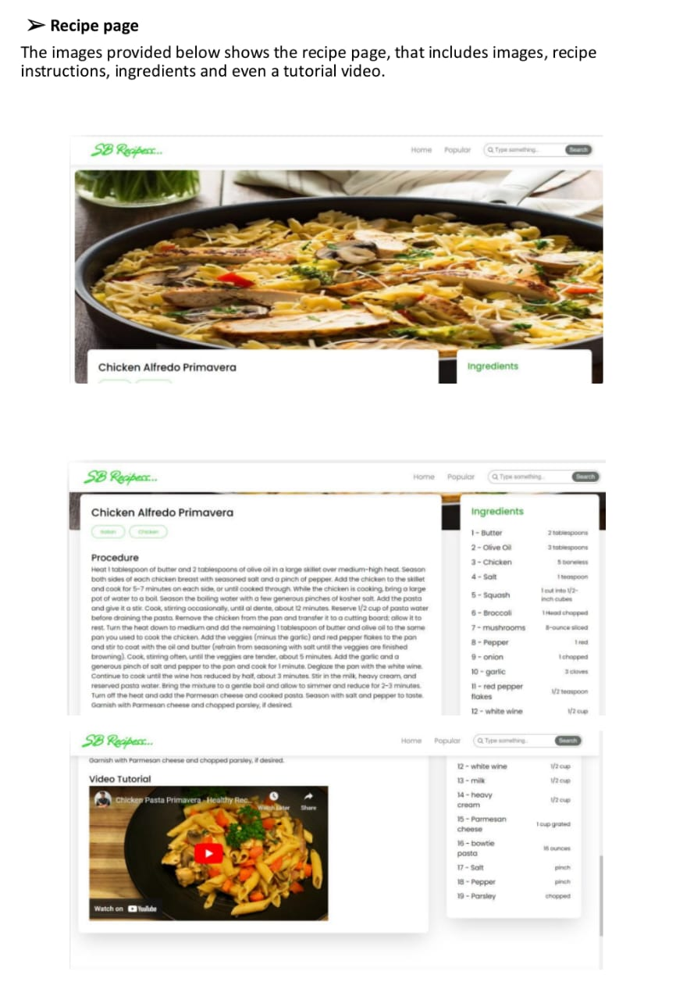 ➢ Recipe page
The images provided below shows the recipe page, that includes images, recipe
instructions, ingredients and even a tutorial video.
SB Recipess...
Home Popular Type something.. Search
Chicken Alfredo Primavera
Ingredients
SB Recipess...
Home Popular Type something.. Search
Chicken Alfredo Primavera
Italian Chicken
Procedure
Heat 1 tablespoon of butter and 2 tablespoons of olive oil in a large skillet over medium-high heat. Season
both sides of each chicken breast with seasoned salt and a pinch of pepper. Add the chicken to the skillet
and cook for 5-7 minutes on each side, or until cooked through. While the chicken is cooking, bring a large
pot of water to a boil. Season the boiling water with a few generous pinches of kosher salt. Add the pasta
and give it a stir. Cook, stirring occasionally, until al dente, about 12 minutes. Reserve 1/2 cup of pasta water
before draining the pasta. Remove the chicken from the pan and transfer it to a cutting board; allow it to
rest. Turn the heat down to medium and dd the remaining 1 tablespoon of butter and olive oil to the same
pan you used to cook the chicken. Add the veggies (minus the garlic) and red pepper flakes to the pan
and stir to coat with the oil and butter (refrain from seasoning with salt until the veggies are finished
browning). Cook, stirring often, until the veggies are tender, about 5 minutes. Add the garlic and a
generous pinch of salt and pepper to the pan and cook for 1 minute. Deglaze the pan with the white wine.
Continue to cook until the wine has reduced by half, about 3 minutes. Stir in the milk, heavy cream, and
reserved pasta water. Bring the mixture to a gentle boil and allow to simmer and reduce for 2-3 minutes.
Turn off the heat and add the Parmesan cheese and cooked pasta. Season with salt and pepper to taste.
Garnish with Parmesan cheese and chopped parsley, if desired.
Ingredients
1 - Butter 2 tablespoons
2 - Olive Oil 3 tablespoons
3 - Chicken 5 boneless
4 - Salt 1 teaspoon
5 - Squash 1 cut into 1/2-
inch cubes
6 - Broccoli 1 Head chopped
7 - mushrooms 8-ounce sliced
8 - Pepper 1 red
9 - onion 1 chopped
10 - garlic 3 cloves
11 - red pepper
flakes 1/2 teaspoon
12 - white wine 1/2 cup
SB Recipess...
Home Popular Type something.. Search
Garnish with Parmesan cheese and chopped parsley, if desired.
Video Tutorial
Chicken Pasta Primavera - Healthy Rec...
Watch Later Share
Watch on YouTube
12 - white wine 1/2 cup
13 - milk 1/2 cup
14 - heavy
cream 1/2 cup
15 - Parmesan
cheese 1 cup grated
16 - bowtie
pasta 16 ounces
17 - Salt pinch
18 - Pepper pinch
19 - Parsley chopped